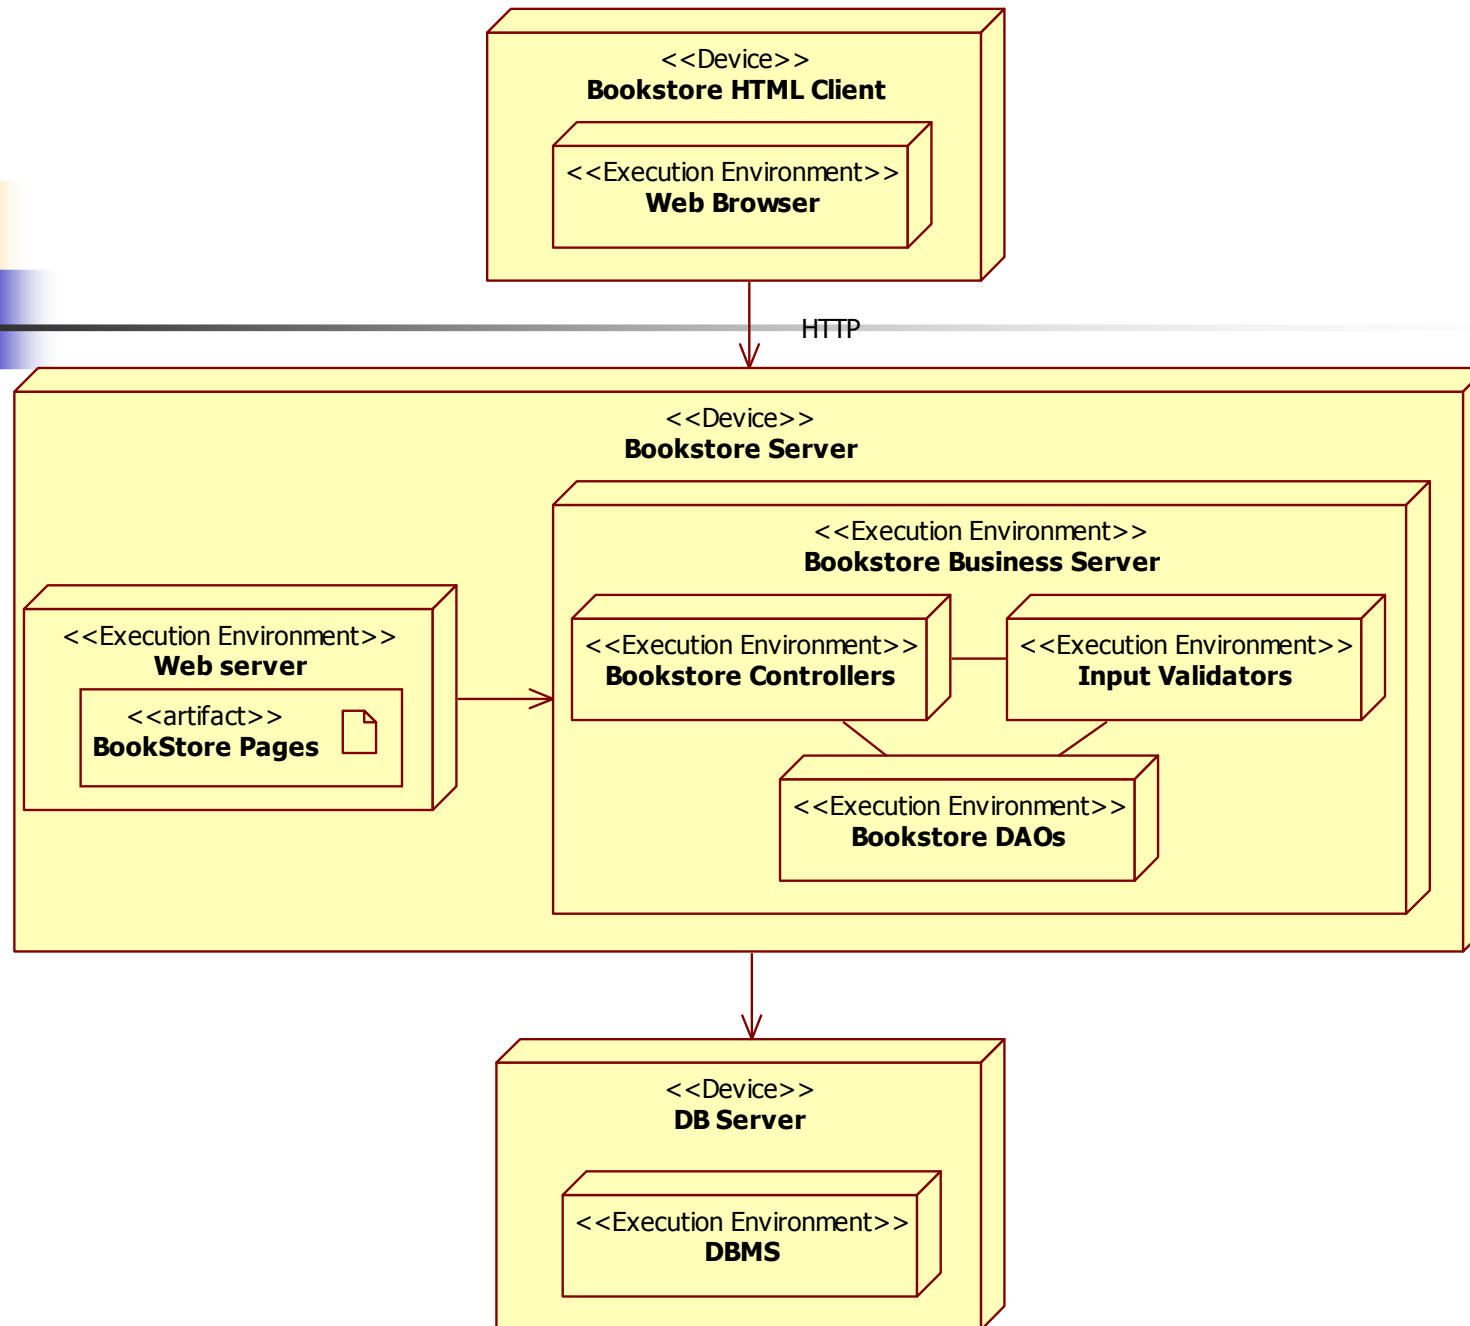 <<Device>>
Bookstore HTML Client
<<Execution Environment>>
Web Browser
HTTP
<<Device>>
Bookstore Server
<<Execution Environment>>
Bookstore Business Server
<<Execution Environment>>
Web server
<<artifact>>
BookStore Pages
<<Execution Environment>>
Bookstore Controllers
<<Execution Environment>>
Input Validators
<<Execution Environment>>
Bookstore DAOs
<<Device>>
DB Server
<<Execution Environment>>
DBMS